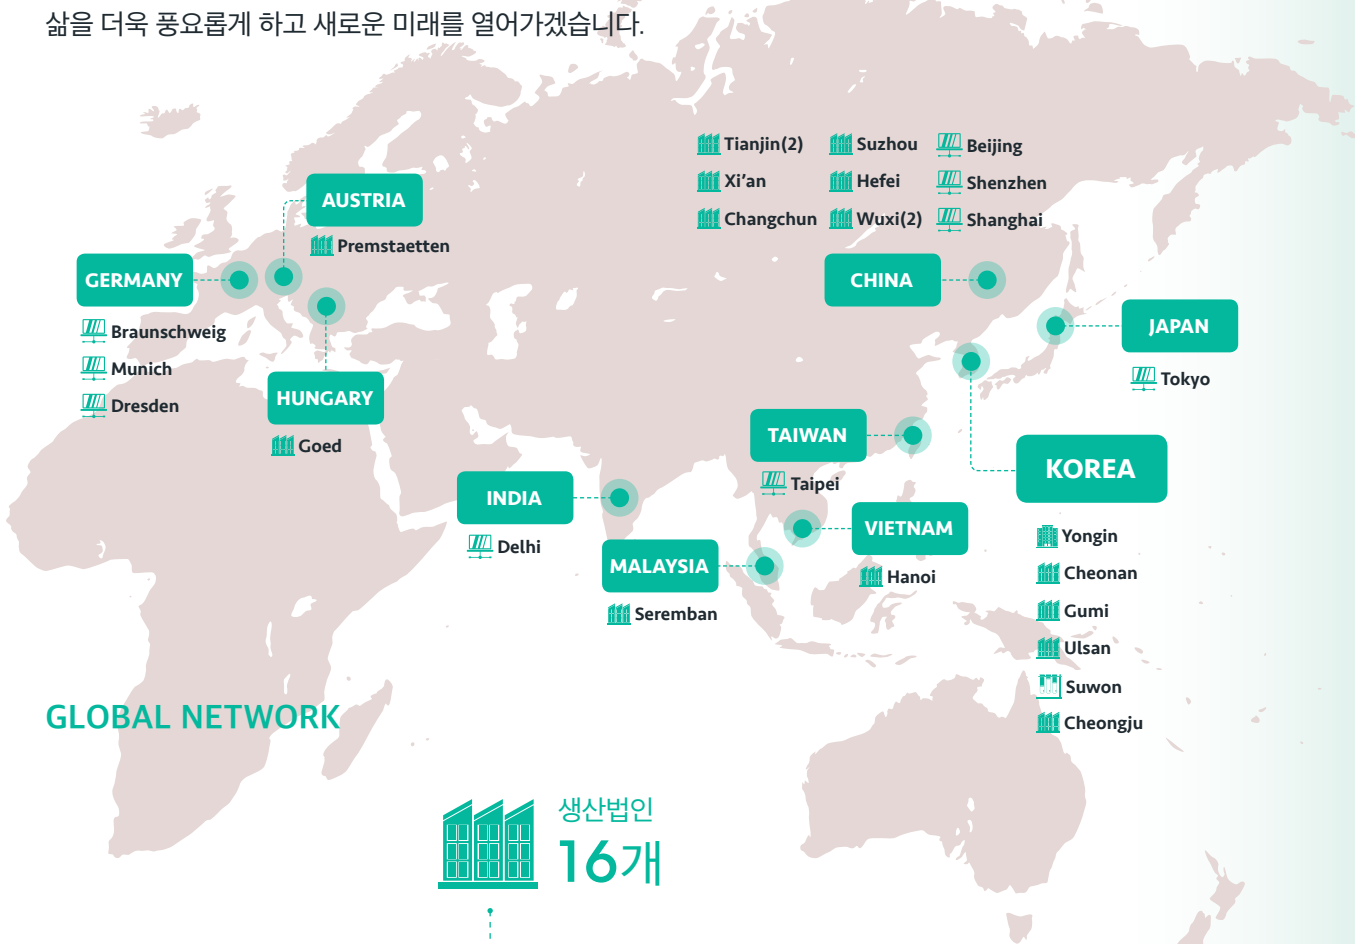 삶을 더욱 풍요롭게 하고 새로운 미래를 열어가겠습니다.
Tianjin(2)
Suzhou
Beijing
Xi’an
Hefei
Shenzhen
Changchun
Wuxi(2)
Shanghai
AUSTRIA
Premstaetten
GERMANY
Braunschweig
Munich
Dresden
HUNGARY
Goed
CHINA
JAPAN
Tokyo
TAIWAN
Taipei
KOREA
Yongin
Cheonan
Gumi
Ulsan
Suwon
Cheongju
INDIA
Delhi
VIETNAM
Hanoi
MALAYSIA
Seremban
GLOBAL NETWORK
생산법인
16개